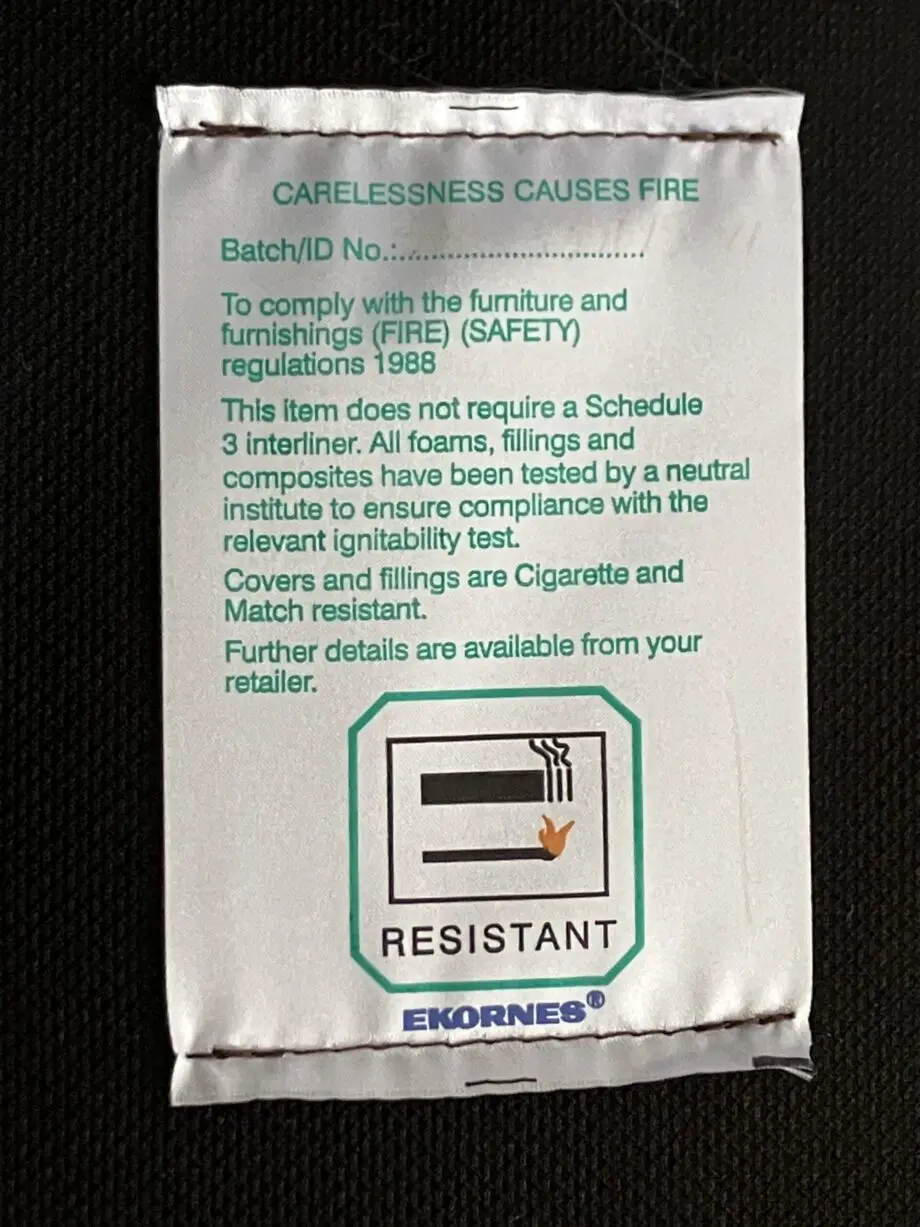 CARELESSNESS CAUSES FIRE
Batch/ID No.:....................................
To comply with the furniture and
furnishings (FIRE) (SAFETY)
regulations 1988
This item does not require a Schedule
3 interliner. All foams, fillings and
composites have been tested by a neutral
institute to ensure compliance with the
relevant ignitability test.
Covers and fillings are Cigarette and
Match resistant.
Further details are available from your
retailer.
RESISTANT
EKORNES®